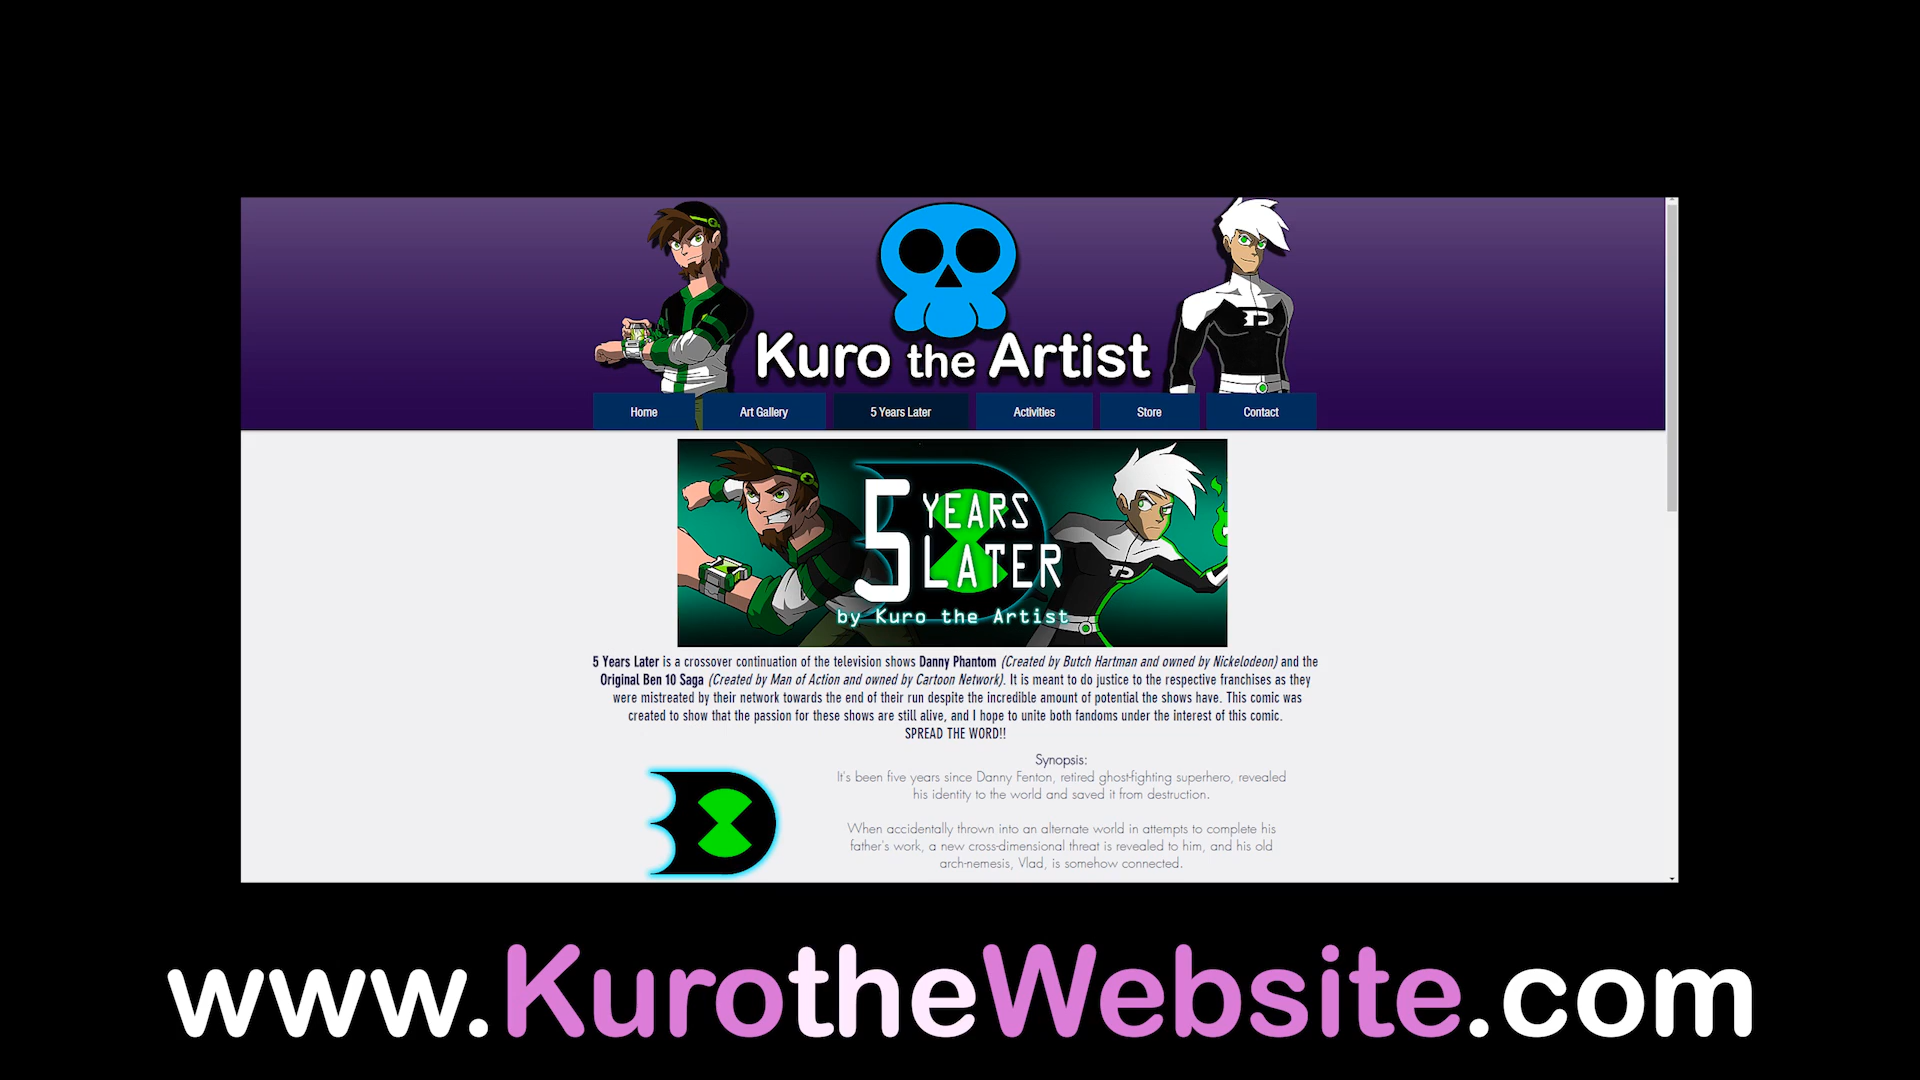 Kuro the Artist
Home
Art Gallery
5 Years Later
Activities
Store
Contact
5 YEARS LATER
by Kuro the Artist
5 Years Later is a crossover continuation of the television shows Danny Phantom (Created by Butch Hartman and owned by Nickelodeon) and the
Original Ben 10 Saga (Created by Man of Action and owned by Cartoon Network). It is meant to do justice to the respective franchises as they
were mistreated by their network towards the end of their run despite the incredible amount of potential the shows have. This comic was
created to show that the passion for these shows are still alive, and I hope to unite both fandoms under the interest of this comic.
SPREAD THE WORD!!
Synopsis:
It's been five years since Danny Fenton, retired ghost-fighting superhero, revealed
his identity to the world and saved it from destruction.
When accidentally thrown into an alternate world in attempts to complete his
father's work, a new cross-dimensional threat is revealed to him, and his old
arch-nemesis, Vlad, is somehow connected.
www.KurotheWebsite.com